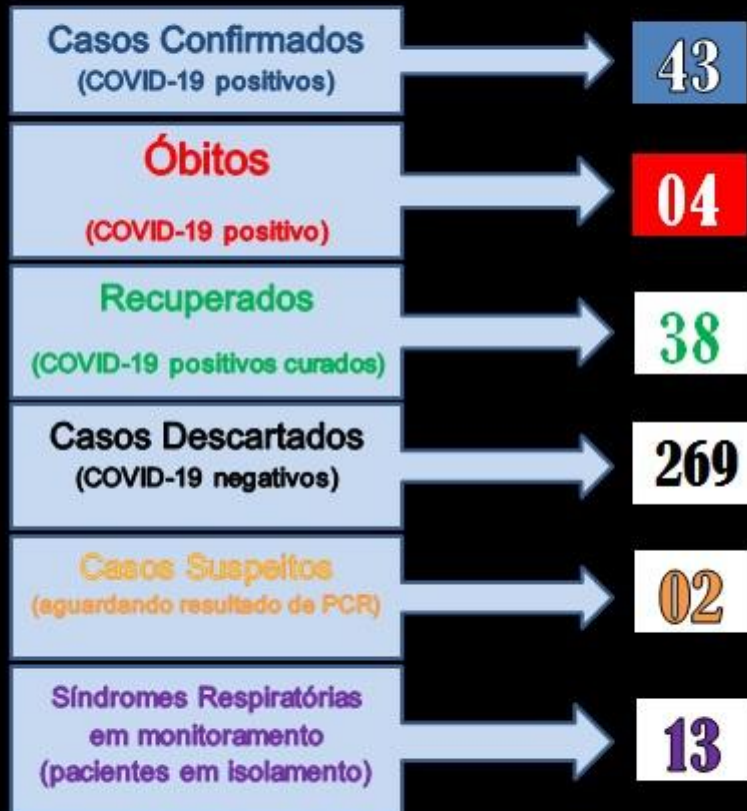 Casos Confirmados
(COVID-19 positivos)
43
Óbitos
(COVID-19 positivo)
04
Recuperados
(COVID-19 positivos curados)
38
Casos Descartados
(COVID-19 negativos)
269
Casos Suspeitos
(aguardando resultado de PCR)
02
Síndromes Respiratórias
em monitoramento
(pacientes em isolamento)
13